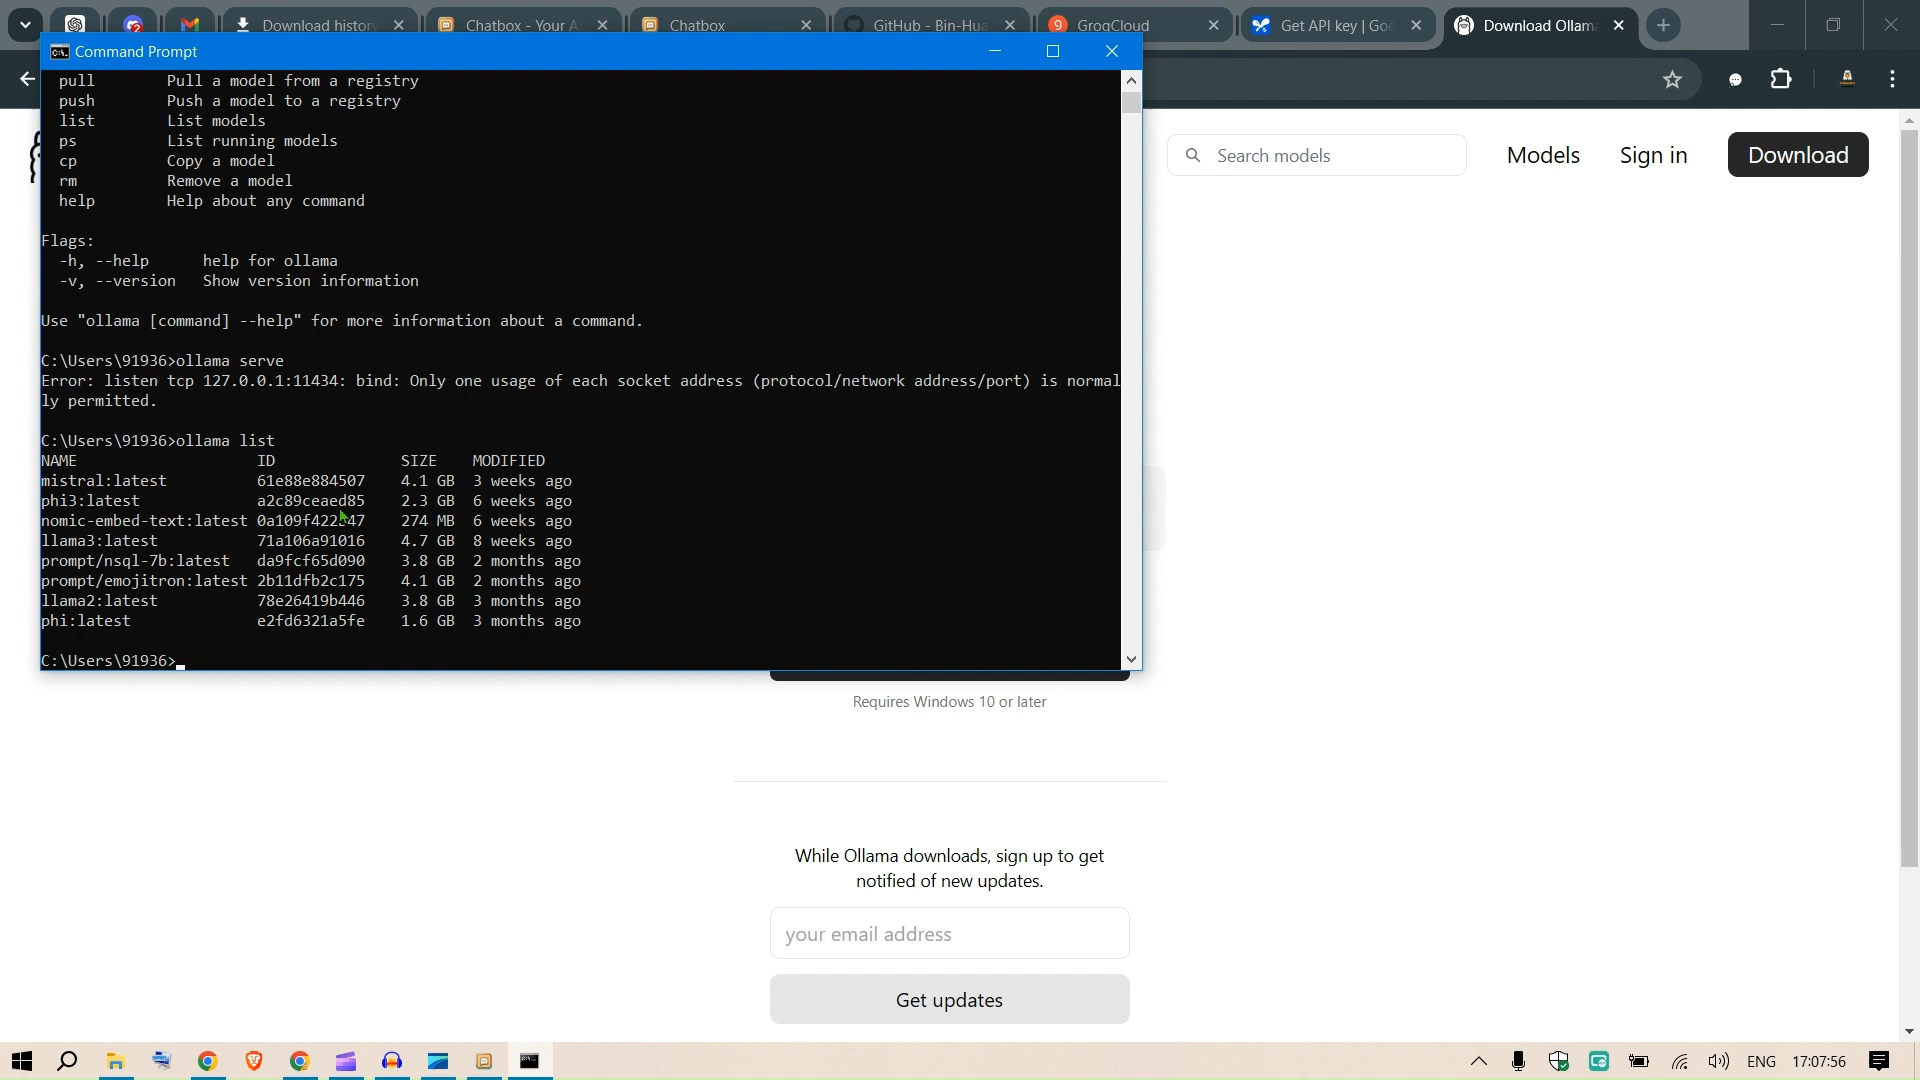 Download history
Chatbox - Your A
Chatbox
GitHub - Bin-Hua
GroqCloud
Get API key | Goo
Download Ollam
Command Prompt
pull Pull a model from a registry
push Push a model to a registry
list List models
ps List running models
cp Copy a model
rm Remove a model
help Help about any command
Flags:
-h, --help help for ollama
-v, --version Show version information
Use "ollama [command] --help" for more information about a command.
C:\Users\91936>ollama serve
Error: listen tcp 127.0.0.1:11434: bind: Only one usage of each socket address (protocol/network address/port) is normal
ly permitted.
C:\Users\91936>ollama list
NAME ID SIZE MODIFIED
mistral:latest 61e88e884507 4.1 GB 3 weeks ago
phi3:latest a2c89ceaed85 2.3 GB 6 weeks ago
nomic-embed-text:latest 274 MB 6 weeks ago
llama3:latest 71a106a91016 4.7 GB 8 weeks ago
prompt/nsql-7b:latest da9fcf65d090 3.8 GB 2 months ago
prompt/emojitron:latest 2b11dfb2c175 4.1 GB 2 months ago
llama2:latest 78e26419b446 3.8 GB 3 months ago
phi:latest e2fd6321a5fe 1.6 GB 3 months ago
C:\Users\91936>
Search models
Models
Sign in
Download
Requires Windows 10 or later
While Ollama downloads, sign up to get
notified of new updates.
your email address
Get updates
ENG
17:07:56